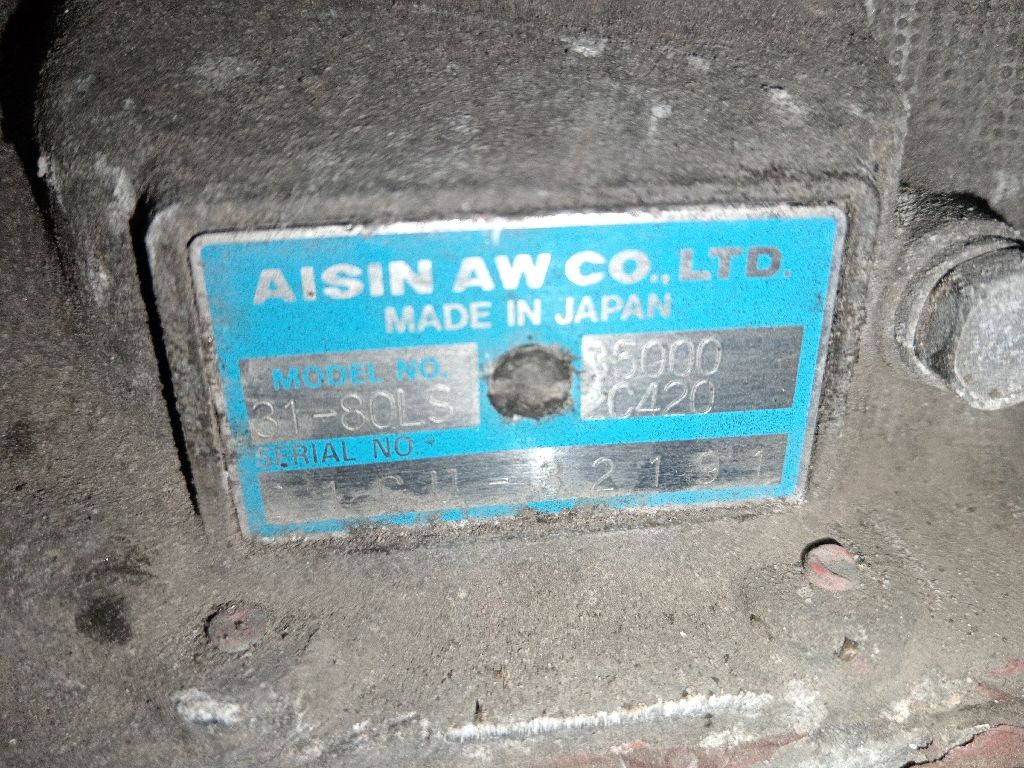 AISIN AW CO., LTD.
MADE IN JAPAN
MODEL NO.
31-80LS
35000
2C420
SERIAL NO.